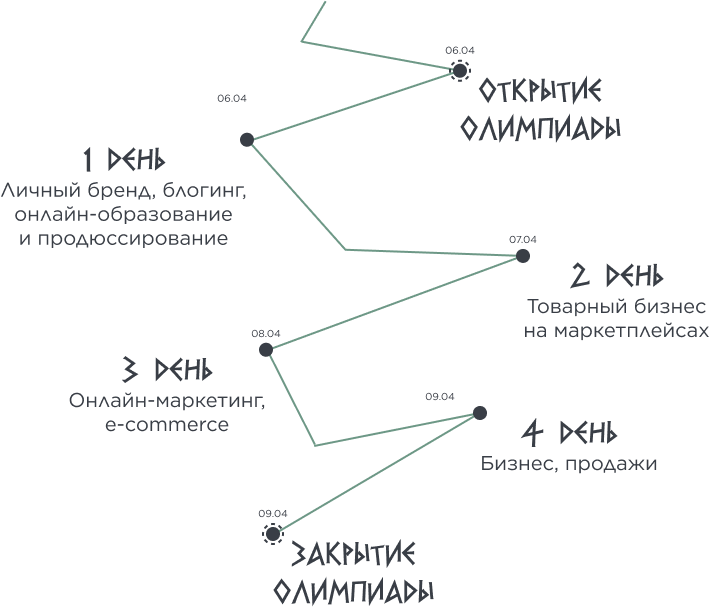 06.04
ОТКРЫТИЕ
ОЛИМПИАДЫ
06.04
1 ДЕНЬ
Личный бренд, блогинг,
онлайн-образование
и продюссирование
07.04
2 ДЕНЬ
Товарный бизнес
на маркетплейсах
08.04
3 ДЕНЬ
Онлайн-маркетинг,
e-commerce
09.04
4 ДЕНЬ
Бизнес, продажи
09.04
ЗАКРЫТИЕ
ОЛИМПИАДЫ